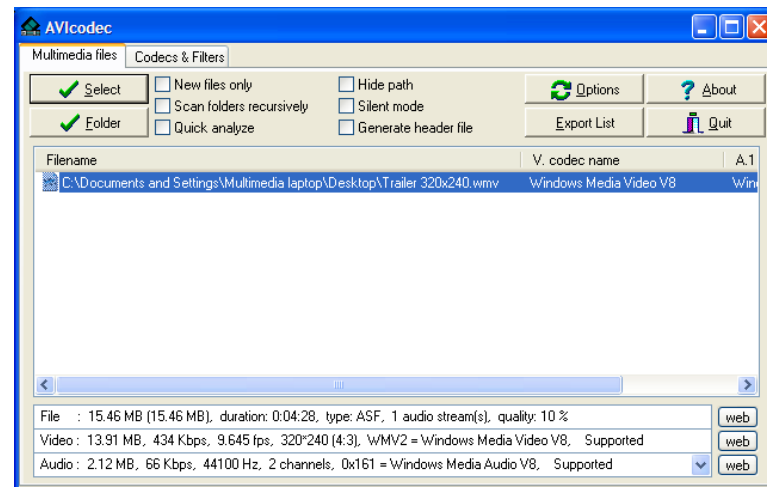 AVIcodec
Multimedia files Codecs & Filters
Select New files only Hide path Options About
Scan folders recursively Silent mode
Folder Quick analyze Generate header file Export List Quit
Filename V. codec name A.1
C:\Documents and Settings\Multimedia laptop\Desktop\Trailer 320x240.wmv Windows Media Video V8 Win
File : 15.46 MB (15.46 MB), duration: 0:04:28, type: ASF, 1 audio stream(s), quality: 10 % web
Video : 13.91 MB, 434 Kbps, 9.645 fps, 320*240 (4:3), WMV2 = Windows Media Video V8, Supported web
Audio : 2.12 MB, 66 Kbps, 44100 Hz, 2 channels, 0x161 = Windows Media Audio V8, Supported web